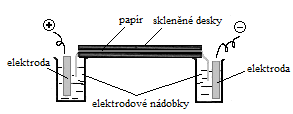 papír
skleněné desky
+
−
elektroda
elektroda
elektrodové nádobky